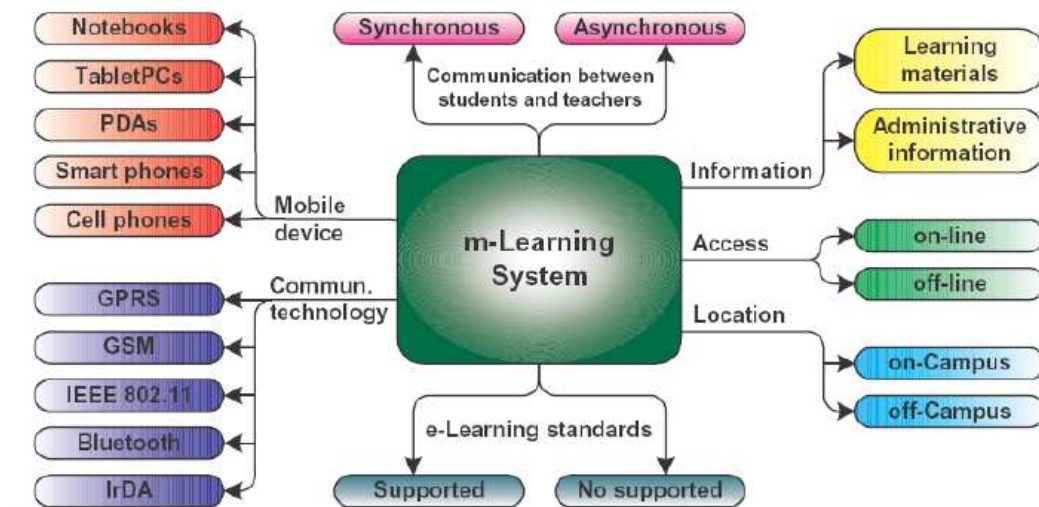 Notebooks
TabletPCs
PDAs
Smart phones
Cell phones
Mobile
device
GPRS
GSM
IEEE 802.11
Bluetooth
IrDA
Commun.
technology
Synchronous
Asynchronous
Communication between
students and teachers
m-Learning
System
e-Learning standards
Supported
No supported
Information
Learning
materials
Administrative
information
Access
on-line
off-line
Location
on-Campus
off-Campus